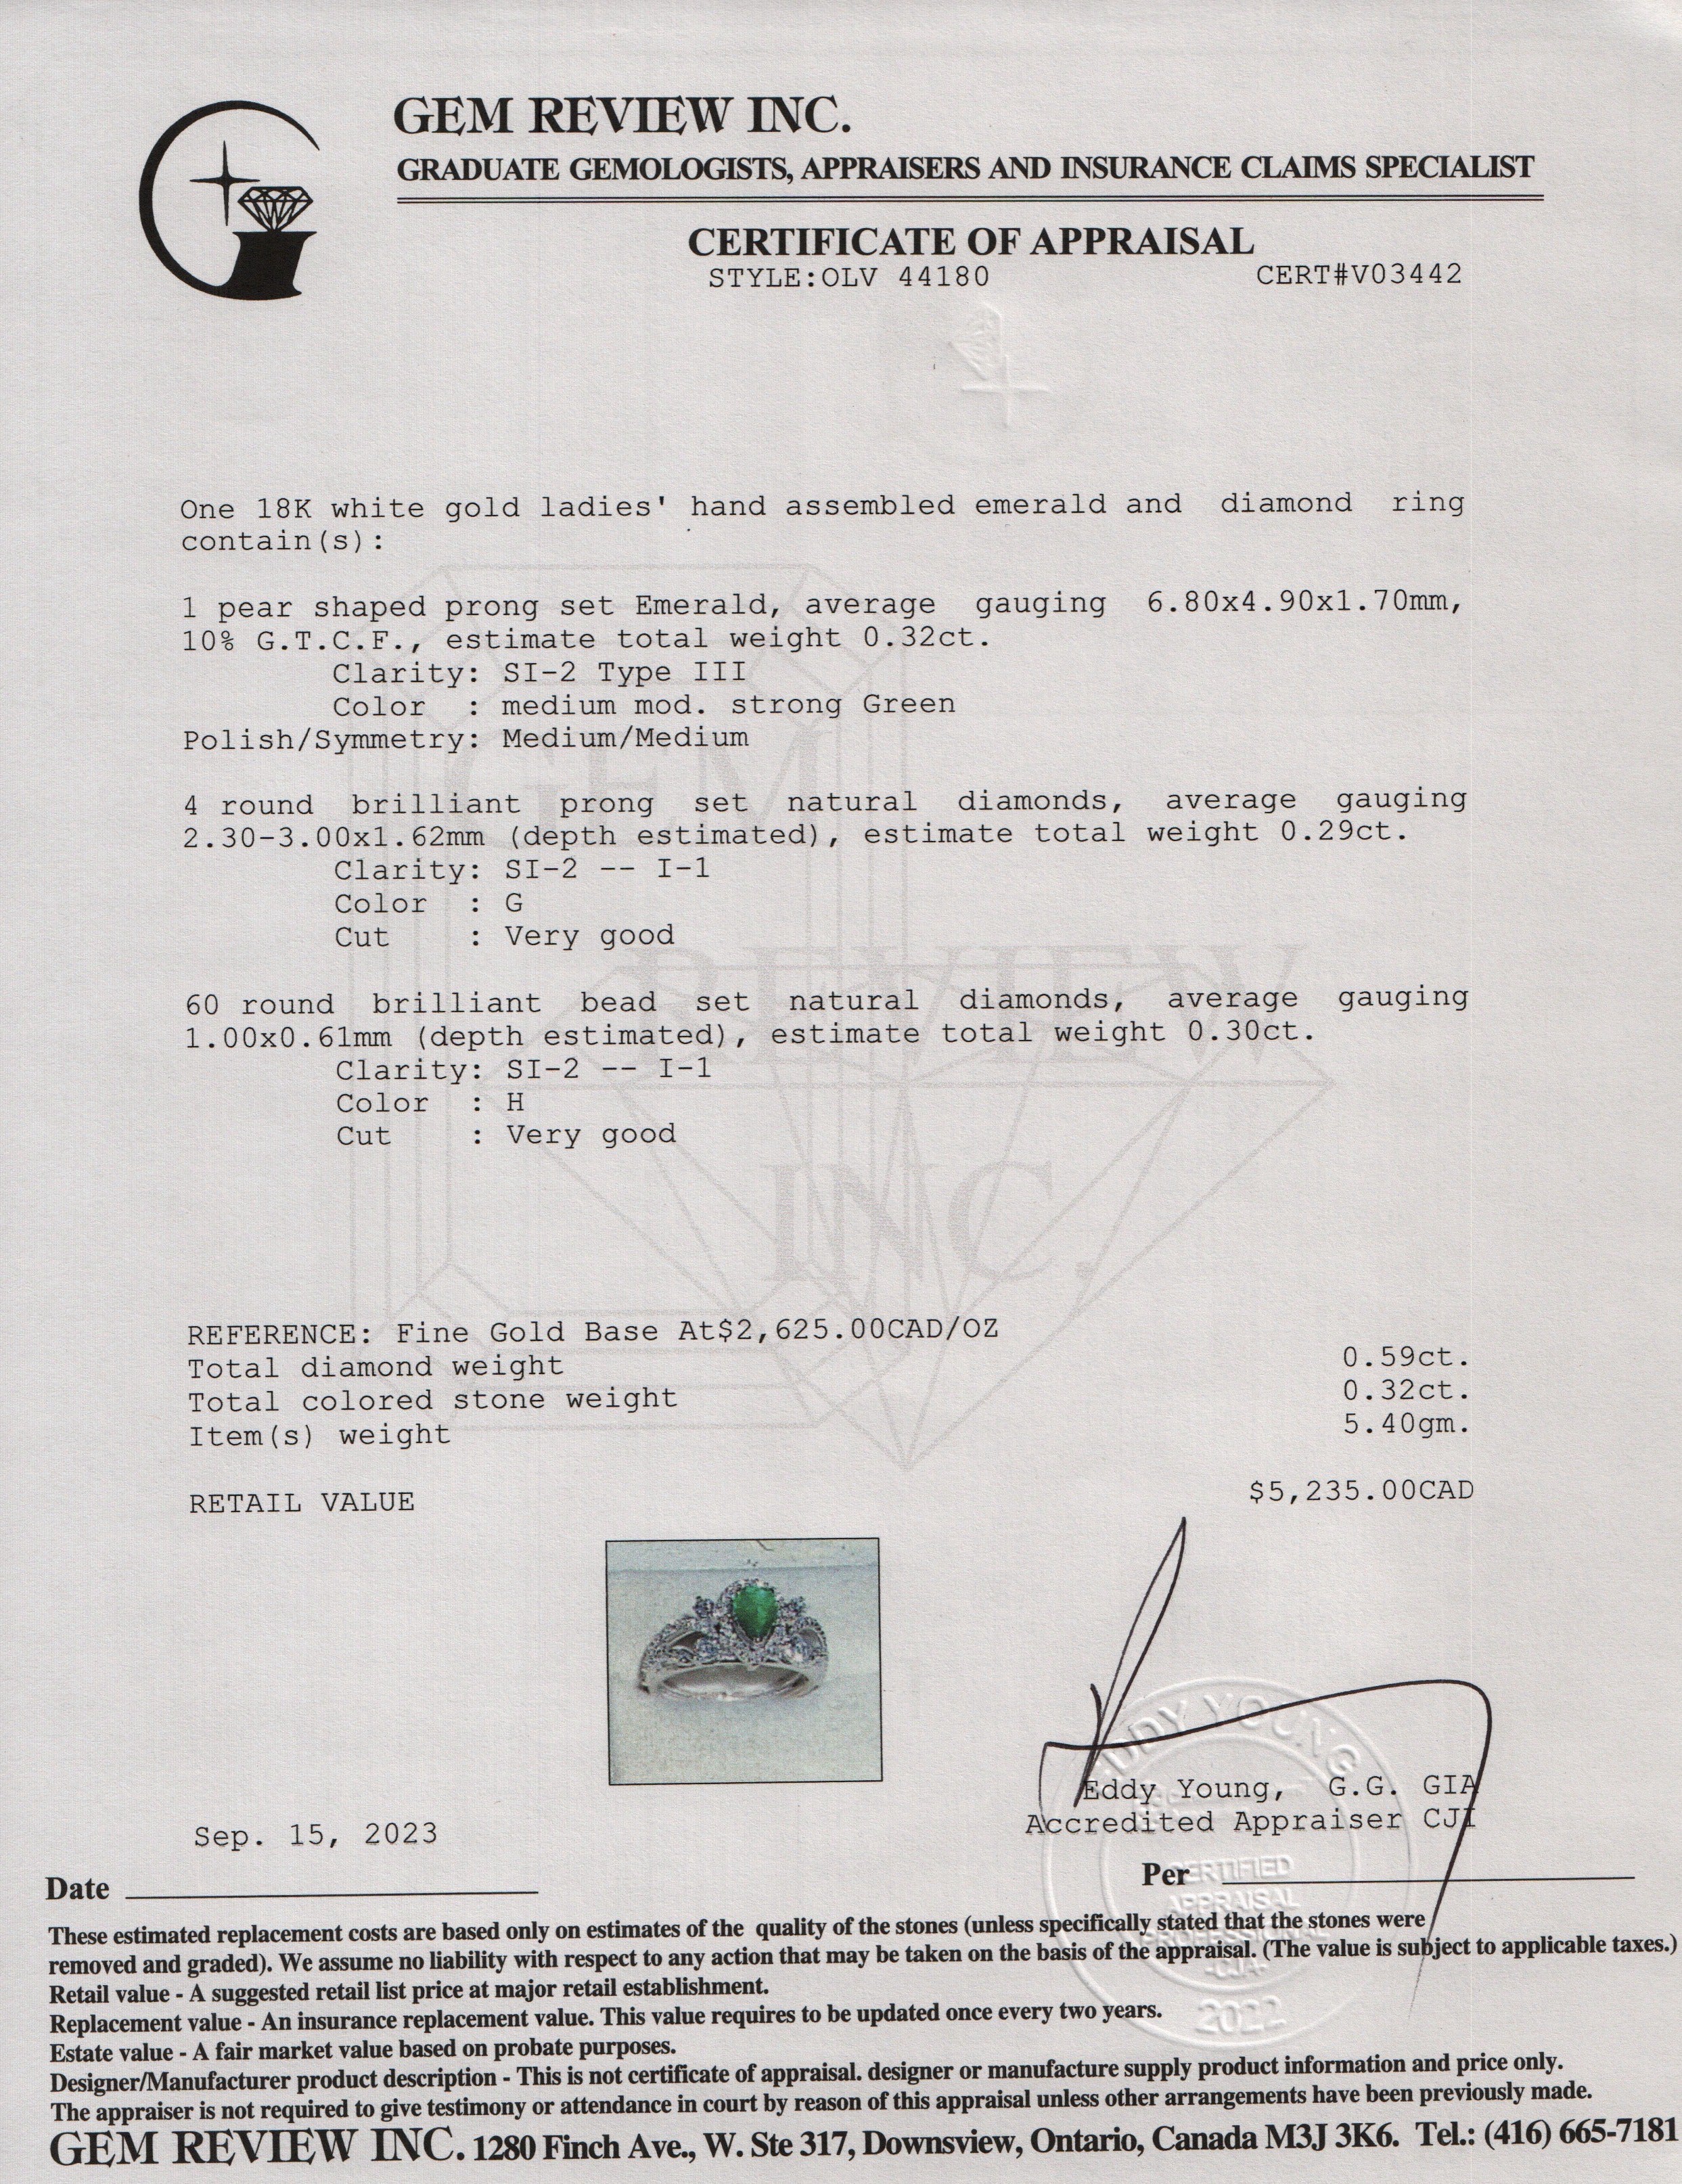 GEM REVIEW INC.
GRADUATE GEMOLOGISTS, APPRAISERS AND INSURANCE CLAIMS SPECIALIST
CERTIFICATE OF APPRAISAL
STYLE:OLV 44180 CERT#V03442
One 18K white gold ladies' hand assembled emerald and diamond ring
contain(s):
1 pear shaped prong set Emerald, average gauging 6.80x4.90x1.70mm,
10% G.T.C.F., estimate total weight 0.32ct.
Clarity: SI-2 Type III
Color : medium mod. strong Green
Polish/Symmetry: Medium/Medium
4 round brilliant prong set natural diamonds, average gauging
2.30-3.00x1.62mm (depth estimated), estimate total weight 0.29ct.
Clarity: SI-2 -- I-1
Color : G
Cut : Very good
60 round brilliant bead set natural diamonds, average gauging
1.00x0.61mm (depth estimated), estimate total weight 0.30ct.
Clarity: SI-2 -- I-1
Color : H
Cut : Very good
GEM
REVIEW
INC.
REFERENCE: Fine Gold Base At$2,625.00CAD/OZ
Total diamond weight 0.59ct.
Total colored stone weight 0.32ct.
Item(s) weight 5.40gm.
RETAIL VALUE $5,235.00CAD
EDDY YOUNG
Eddy Young, G.G. GIA
Accredited Appraiser CJI
Sep. 15, 2023
Date
Per
CERTIFIED
APPRAISAL
PROFESSIONAL
-CJA-
2022
These estimated replacement costs are based only on estimates of the quality of the stones (unless specifically stated that the stones were
removed and graded). We assume no liability with respect to any action that may be taken on the basis of the appraisal. (The value is subject to applicable taxes.)
Retail value - A suggested retail list price at major retail establishment.
Replacement value - An insurance replacement value. This value requires to be updated once every two years.
Estate value - A fair market value based on probate purposes.
Designer/Manufacturer product description - This is not certificate of appraisal. designer or manufacture supply product information and price only.
The appraiser is not required to give testimony or attendance in court by reason of this appraisal unless other arrangements have been previously made.
GEM REVIEW INC. 1280 Finch Ave., W. Ste 317, Downsview, Ontario, Canada M3J 3K6. Tel.: (416) 665-7181